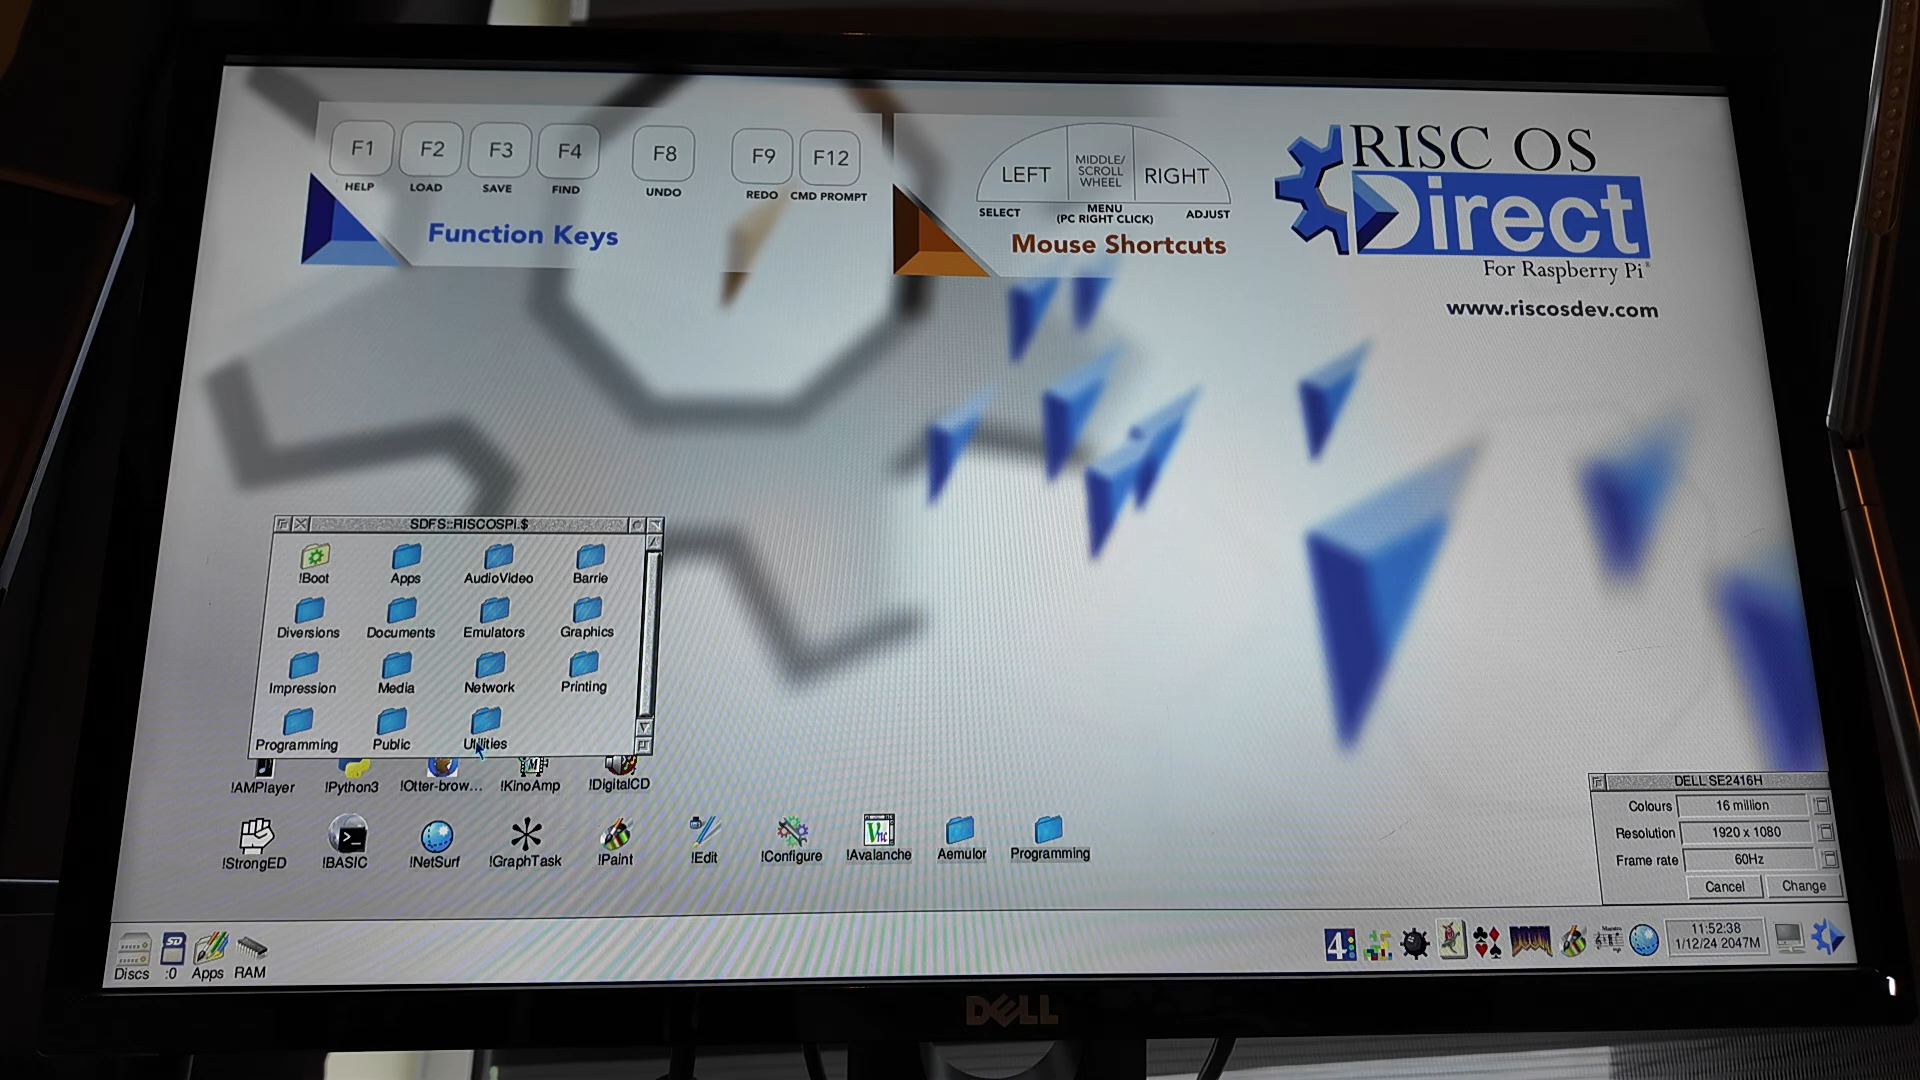 F1 F2 F3 F4 F8 F9 F12
HELP LOAD SAVE FIND UNDO REDO CMD PROMPT
Function Keys
LEFT MIDDLE/ SCROLL WHEEL RIGHT
SELECT MENU (PC RIGHT CLICK) ADJUST
Mouse Shortcuts
RISC OS
Direct
For Raspberry Pi®
www.riscosdev.com
SDFS::RISCOSPi.$
!Boot Apps AudioVideo Barrie
Diversions Documents Emulators Graphics
Impression Media Network Printing
Programming Public Utilities
!AMPlayer !Python3 !Otter-brow... !KinoAmp !DigitalCD
!StrongED !BASIC !NetSurf !GraphTask !Paint !Edit !Configure !Avalanche Aemulor Programming
DELL SE2416H
Colours 16 million
Resolution 1920 x 1080
Frame rate 60Hz
Cancel Change
Discs :0 Apps RAM
SD
4
DOOM
Maestro
11:52:38
1/12/24 2047M
DELL